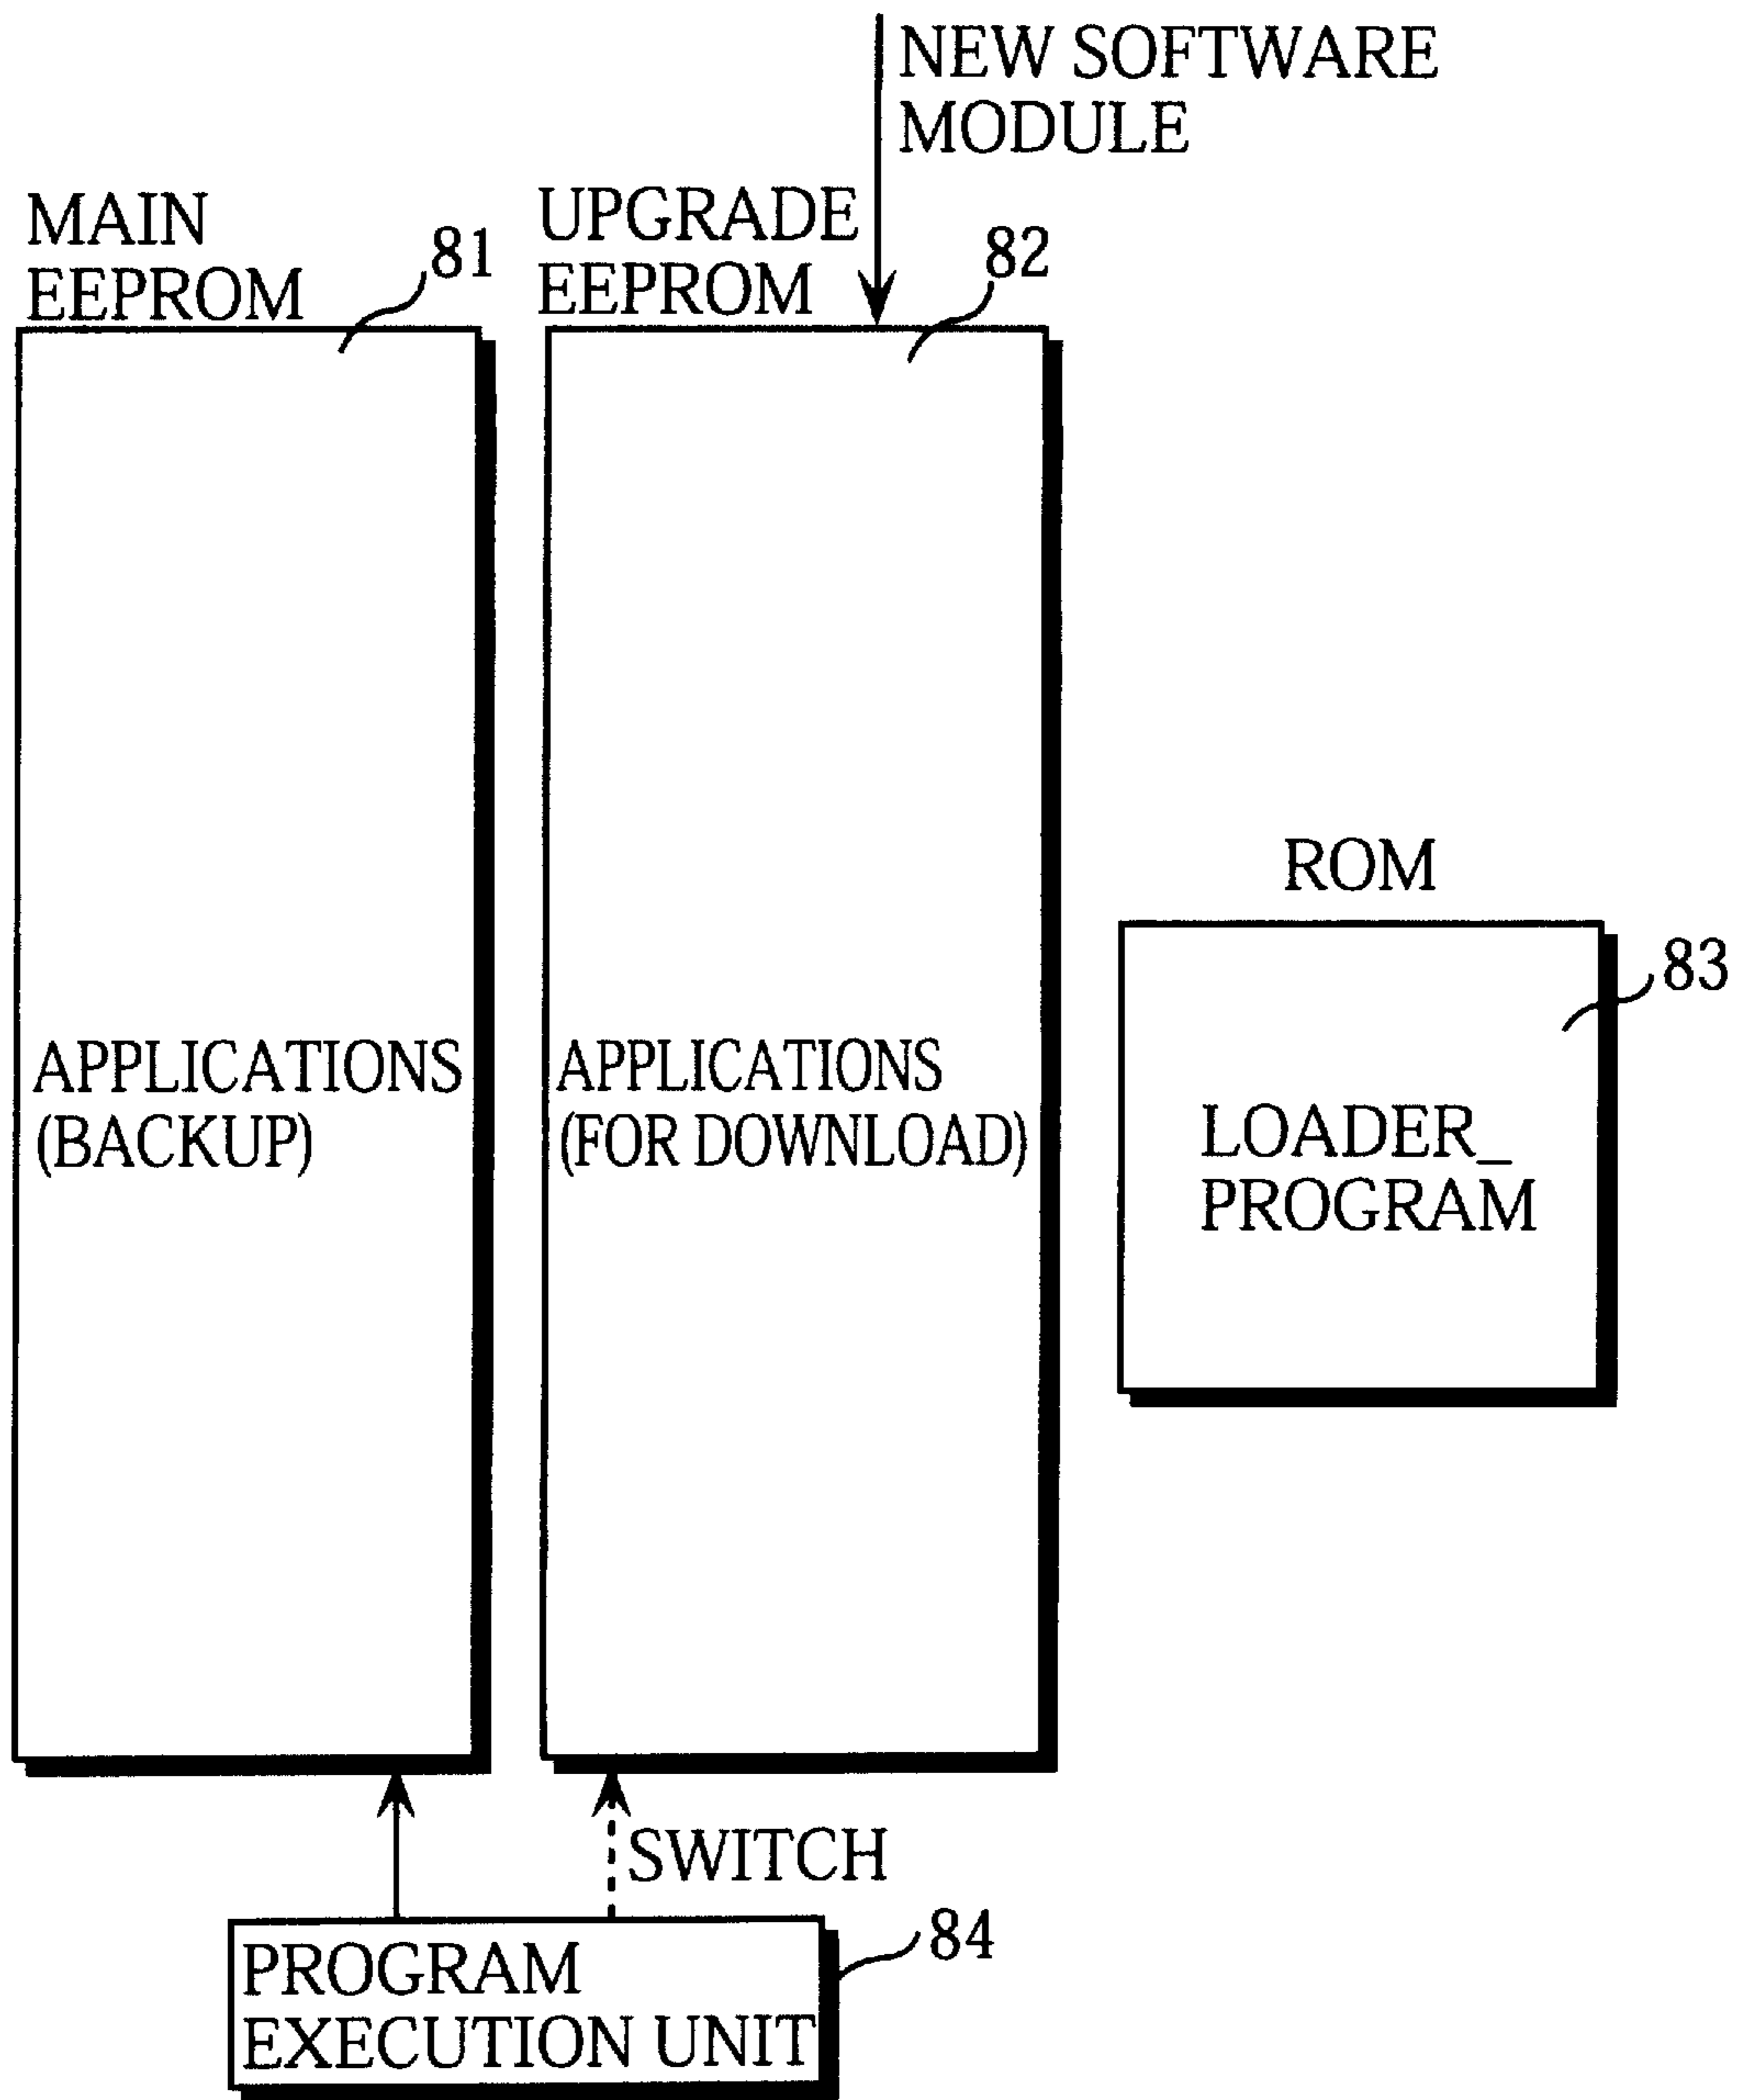 NEW SOFTWARE
MODULE
MAIN
EEPROM
81
UPGRADE
EEPROM
82
ROM
83
APPLICATIONS
(BACKUP)
APPLICATIONS
(FOR DOWNLOAD)
LOADER_
PROGRAM
SWITCH
84
PROGRAM
EXECUTION UNIT